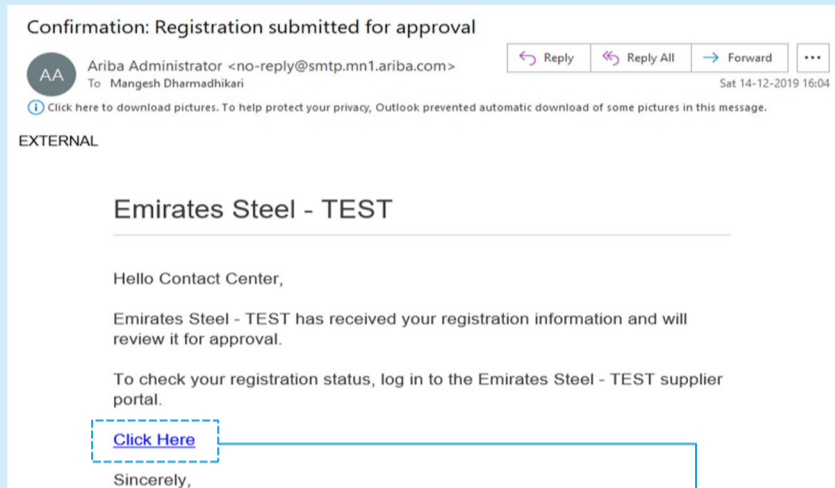 Confirmation: Registration submitted for approval
AA
Ariba Administrator <no-reply@smtp.mn1.ariba.com>
To Mangesh Dharmadhikari
Reply
Reply All
Forward
...
Sat 14-12-2019 16:04
Click here to download pictures. To help protect your privacy, Outlook prevented automatic download of some pictures in this message.
EXTERNAL
Emirates Steel - TEST
Hello Contact Center,
Emirates Steel - TEST has received your registration information and will
review it for approval.
To check your registration status, log in to the Emirates Steel - TEST supplier
portal.
Click Here
Sincerely,